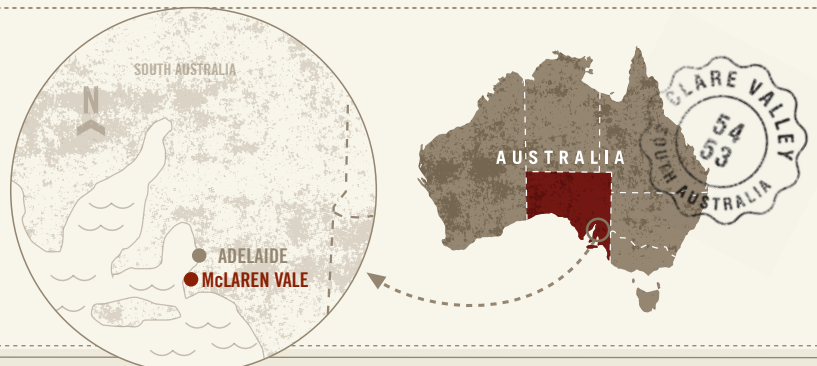 SOUTH AUSTRALIA
N
ADELAIDE
McLAREN VALE
AUSTRALIA
CLARE VALLEY
54
53
SOUTH AUSTRALIA